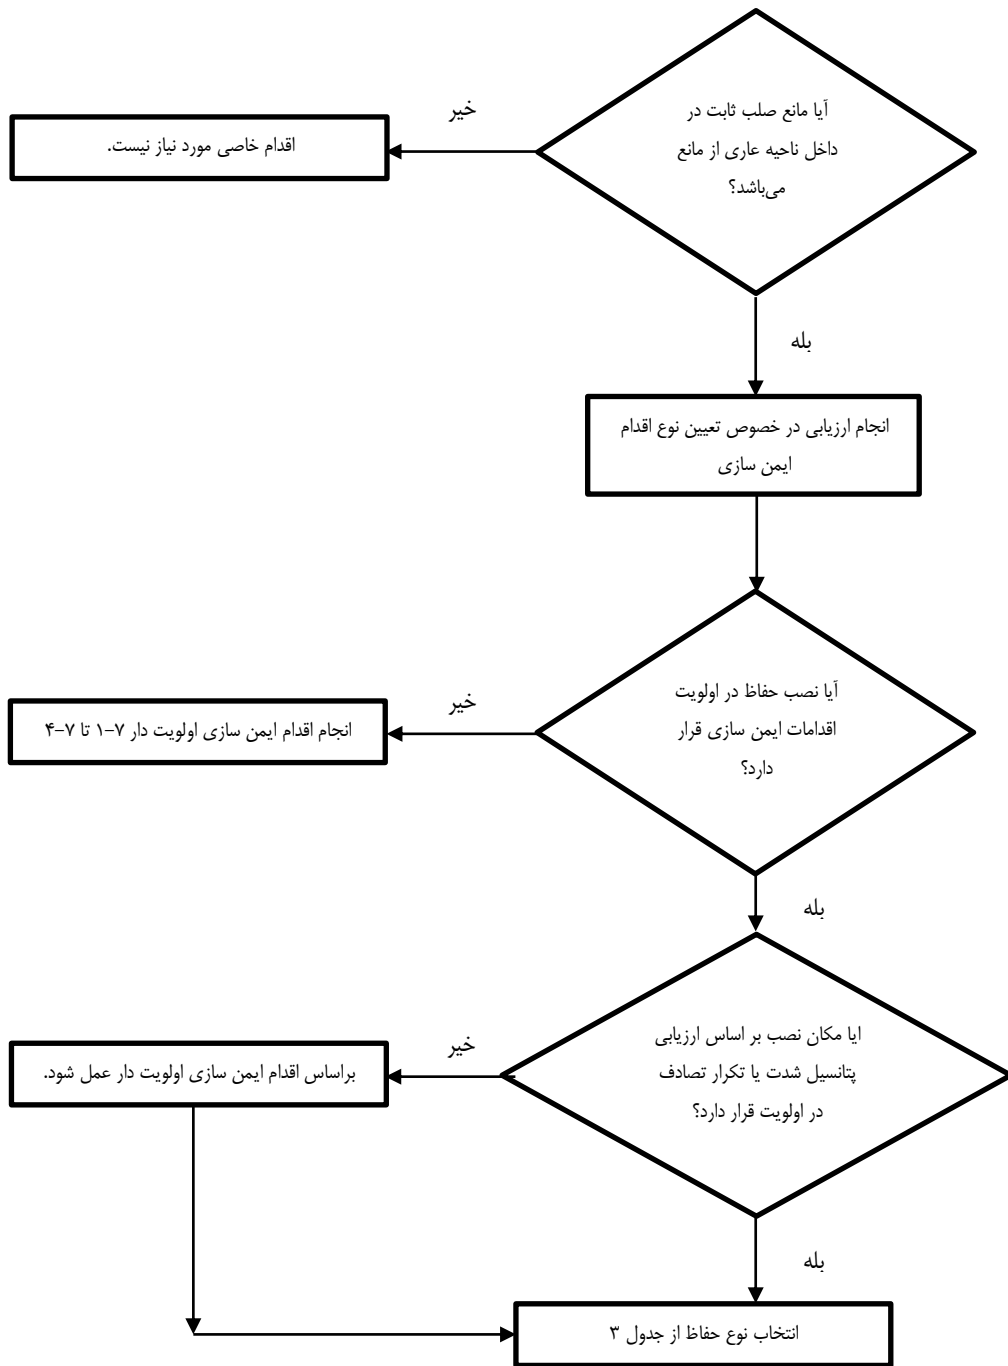 آیا مانع صلب ثابت در
داخل ناحیه عاری از مانع
می‌باشد؟
خیر
اقدام خاصی مورد نیاز نیست.
بله
انجام ارزیابی در خصوص تعیین نوع اقدام
ایمن سازی
آیا نصب حفاظ در اولویت
اقدامات ایمن سازی قرار
دارد؟
خیر
انجام اقدام ایمن سازی اولویت دار ۷-۱ تا ۷-۴
بله
ایا مکان نصب بر اساس ارزیابی
پتانسیل شدت یا تکرار تصادف
در اولویت قرار دارد؟
خیر
براساس اقدام ایمن سازی اولویت دار عمل شود.
بله
انتخاب نوع حفاظ از جدول ۳